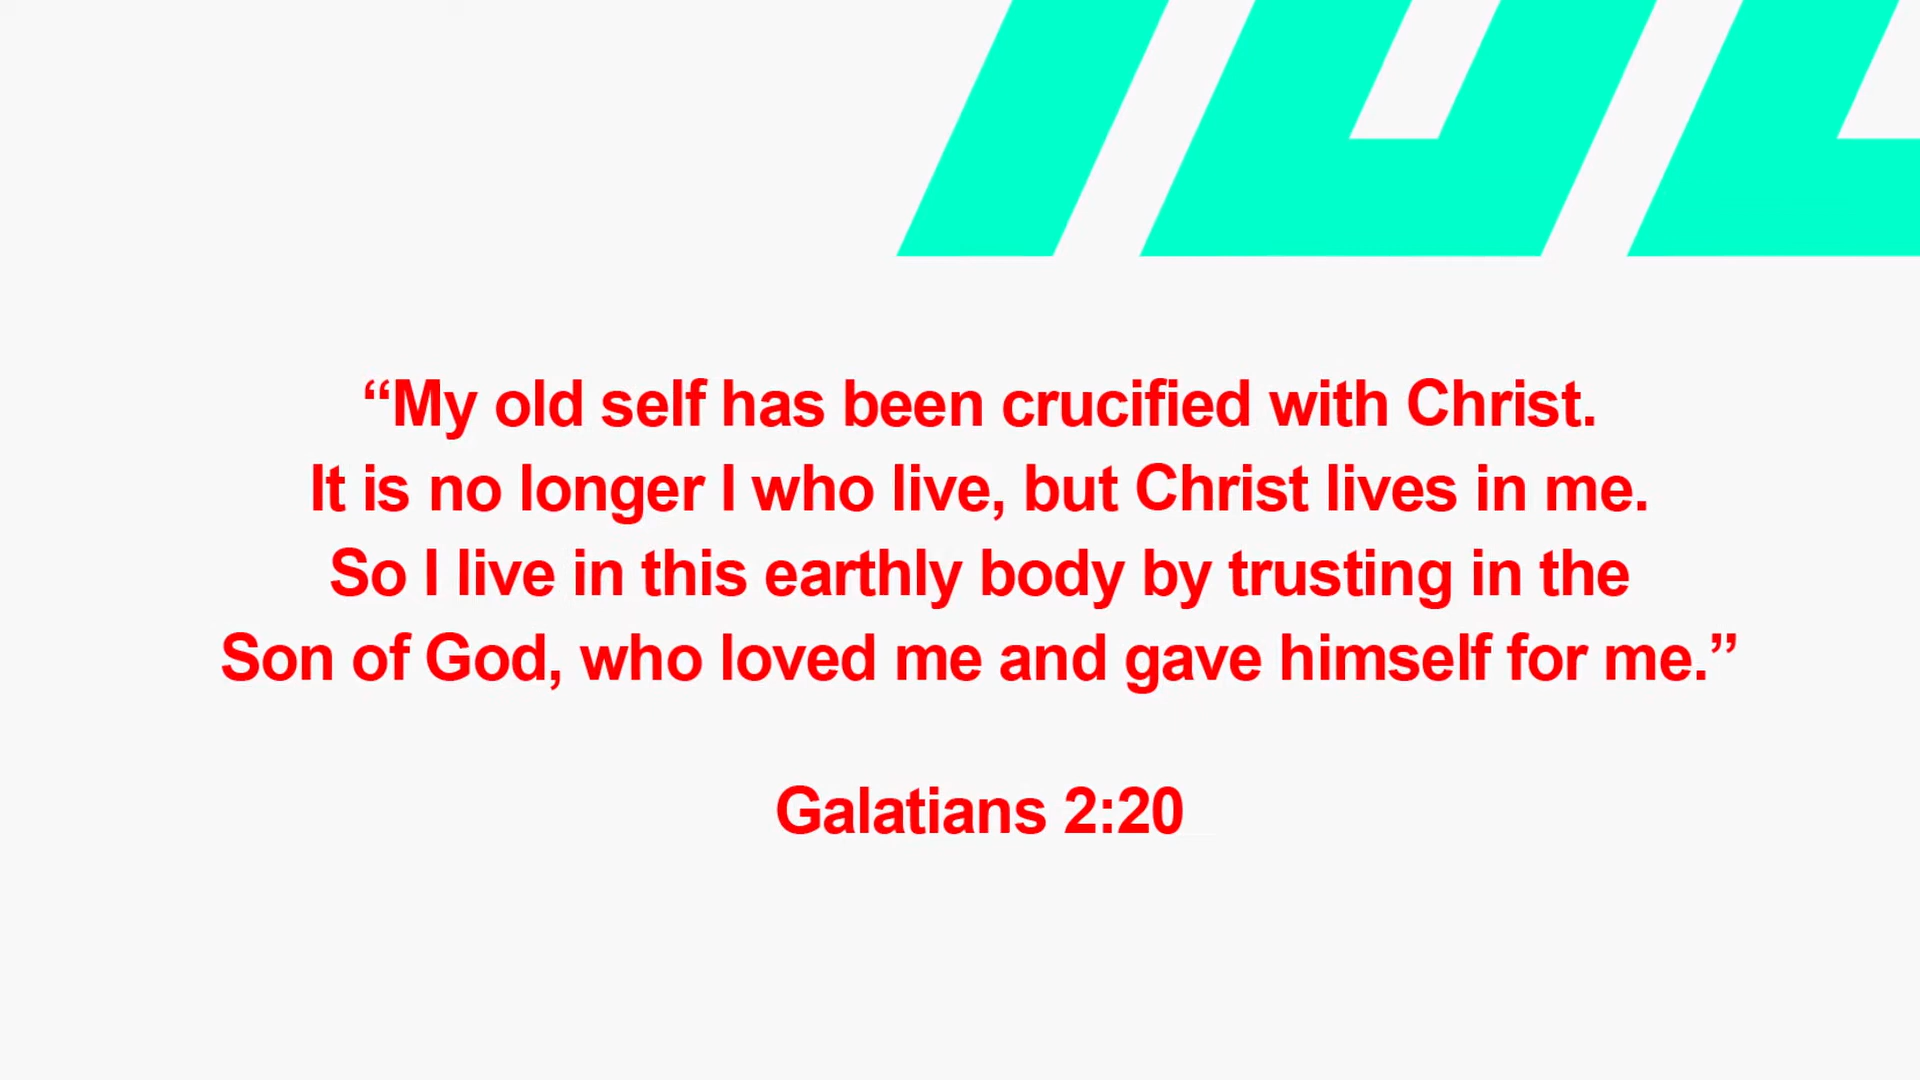 “My old self has been crucified with Christ.
It is no longer I who live, but Christ lives in me.
So I live in this earthly body by trusting in the
Son of God, who loved me and gave himself for me.”
Galatians 2:20